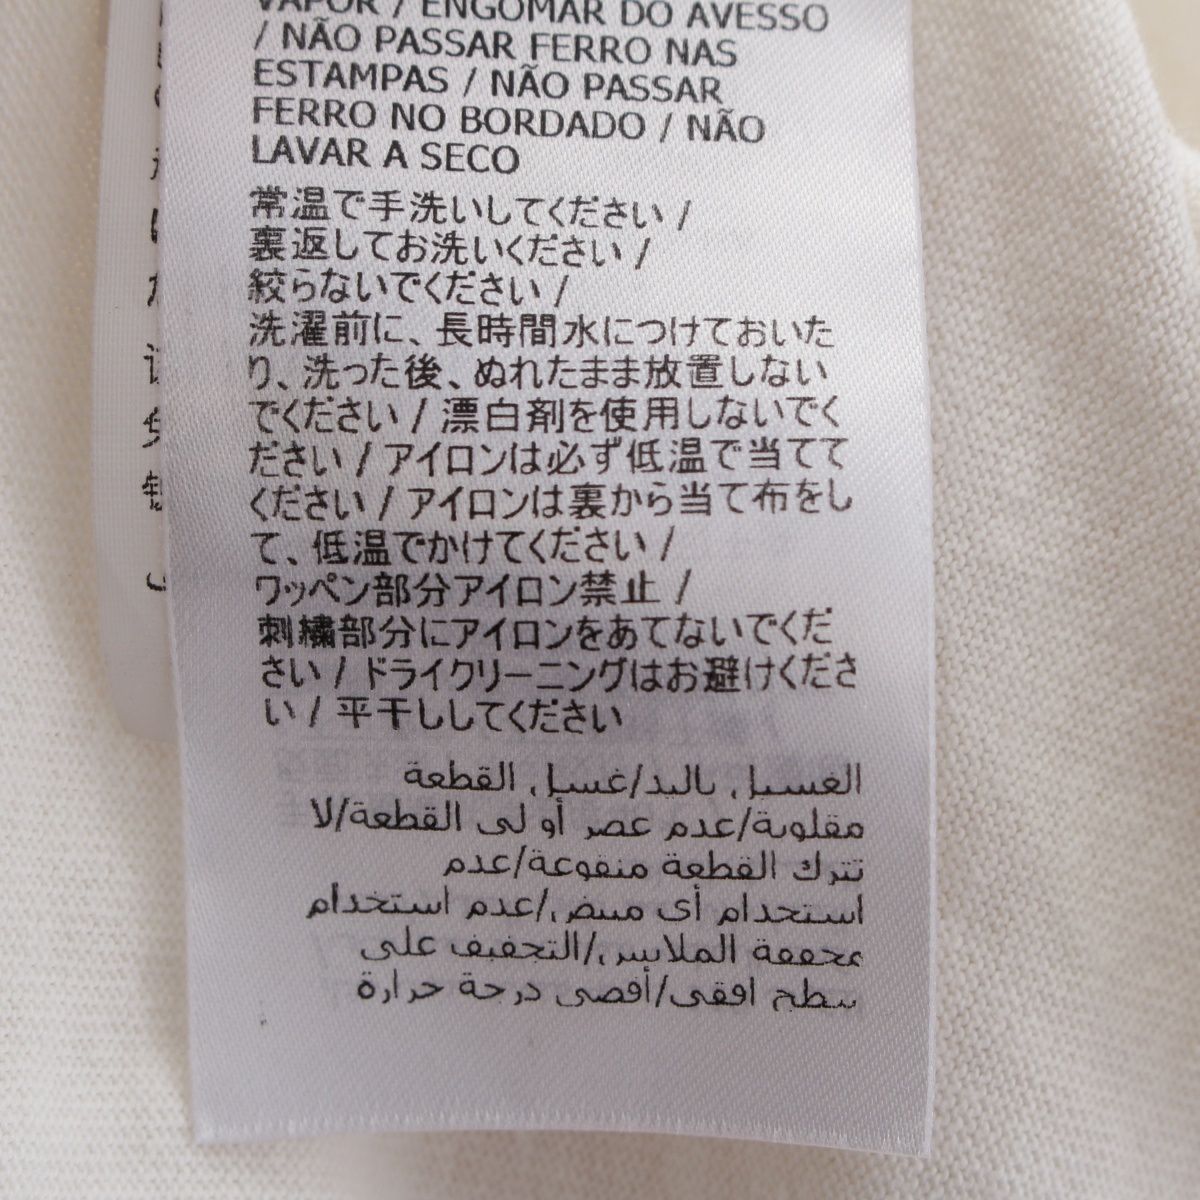 VAPOR / ENGOMAR DO AVESSO
/ NÃO PASSAR FERRO NAS
ESTAMPAS / NÃO PASSAR
FERRO NO BORDADO / NÃO
LAVAR A SECO
常温で手洗いしてください /
裏返してお洗いください /
絞らないでください /
洗濯前に、長時間水につけておいた
り、洗った後、ぬれたまま放置しない
でください / 漂白剤を使用しないでく
ださい / アイロンは必ず低温で当てて
ください / アイロンは裏から当て布をし
て、低温でかけてください /
ワッペン部分アイロン禁止 /
刺繍部分にアイロンをあてないでくだ
さい / ドライクリーニングはお避けくださ
い / 平干ししてください
الغسيل باليد/غسل القطعة
مقلوبة/عدم عصر أو لى القطعة/لا
تترك القطعة منقوعة/عدم
استخدام أى مبيض/عدم استخدام
مجففة الملابس/التجفيف على
سطح افقى/أقصى درجة حرارة